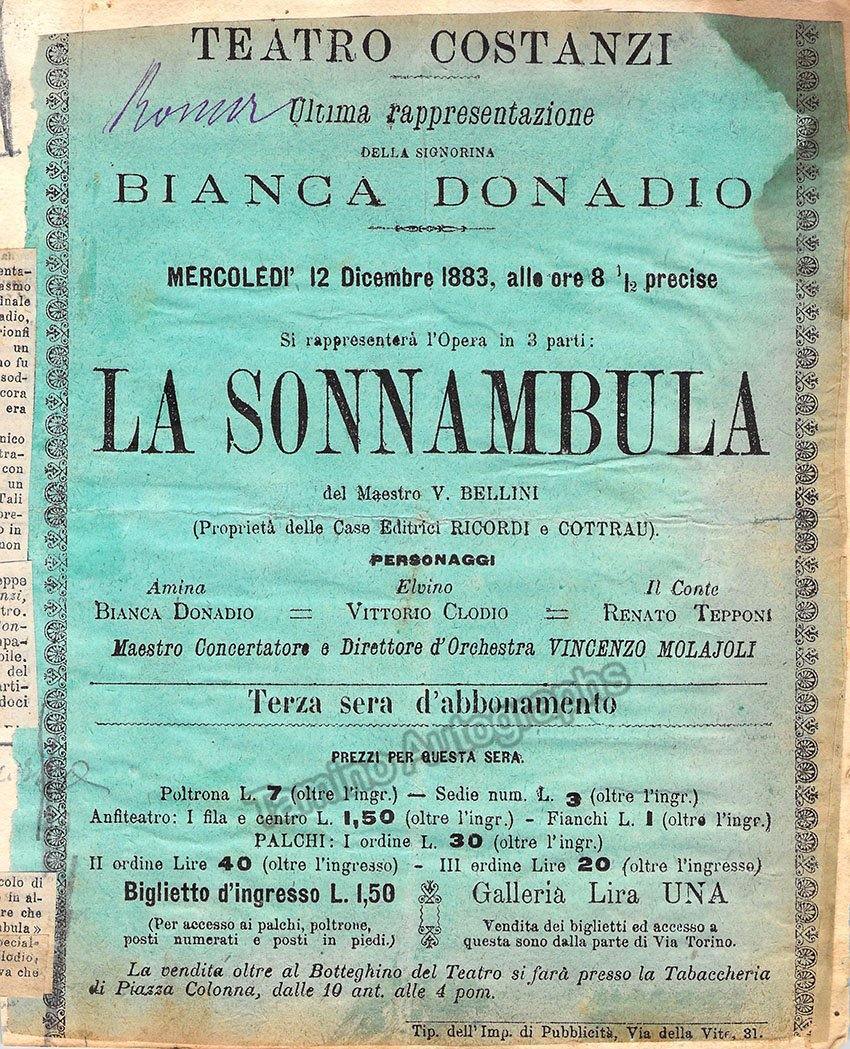 TEATRO COSTANZI
Roma
Ultima rappresentazione
DELLA SIGNORINA
BIANCA DONADIO
MERCOLEDI' 12 Dicembre 1883, alle ore 8 1/2 precise
Si rappresenterà l'Opera in 3 parti:
LA SONNAMBULA
del Maestro V. BELLINI
(Proprietà delle Case Editrici RICORDI e COTTRAU).
PERSONAGGI
Amina Elvino Il Conte
BIANCA DONADIO = VITTORIO CLODIO = RENATO TEPPONI
Maestro Concertatore e Direttore d'Orchestra VINCENZO MOLAJOLI
Terza sera d'abbonamento
Tamino Autographs
PREZZI PER QUESTA SERA:
Poltrona L. 7 (oltre l'ingr.) — Sedie num. L. 3 (oltre l'ingr.)
Anfiteatro: I fila e centro L. 1,50 (oltre l'ingr.) - Fianchi L. 1 (oltre l'ingr.)
PALCHI: I ordine L. 30 (oltre l'ingr.)
II ordine Lire 40 (oltre l'ingresso) - III ordine Lire 20 (oltre l'ingresso)
Biglietto d'ingresso L. 1,50
(Per accesso ai palchi, poltrone,
posti numerati e posti in piedi.)
Galleria Lira UNA
Vendita dei biglietti ed accesso a
questa sono dalla parte di Via Torino.
La vendita oltre al Botteghino del Teatro si farà presso la Tabaccheria
di Piazza Colonna, dalle 10 ant. alle 4 pom.
Tip. dell'Imp. di Pubblicità, Via della Vite, 31.